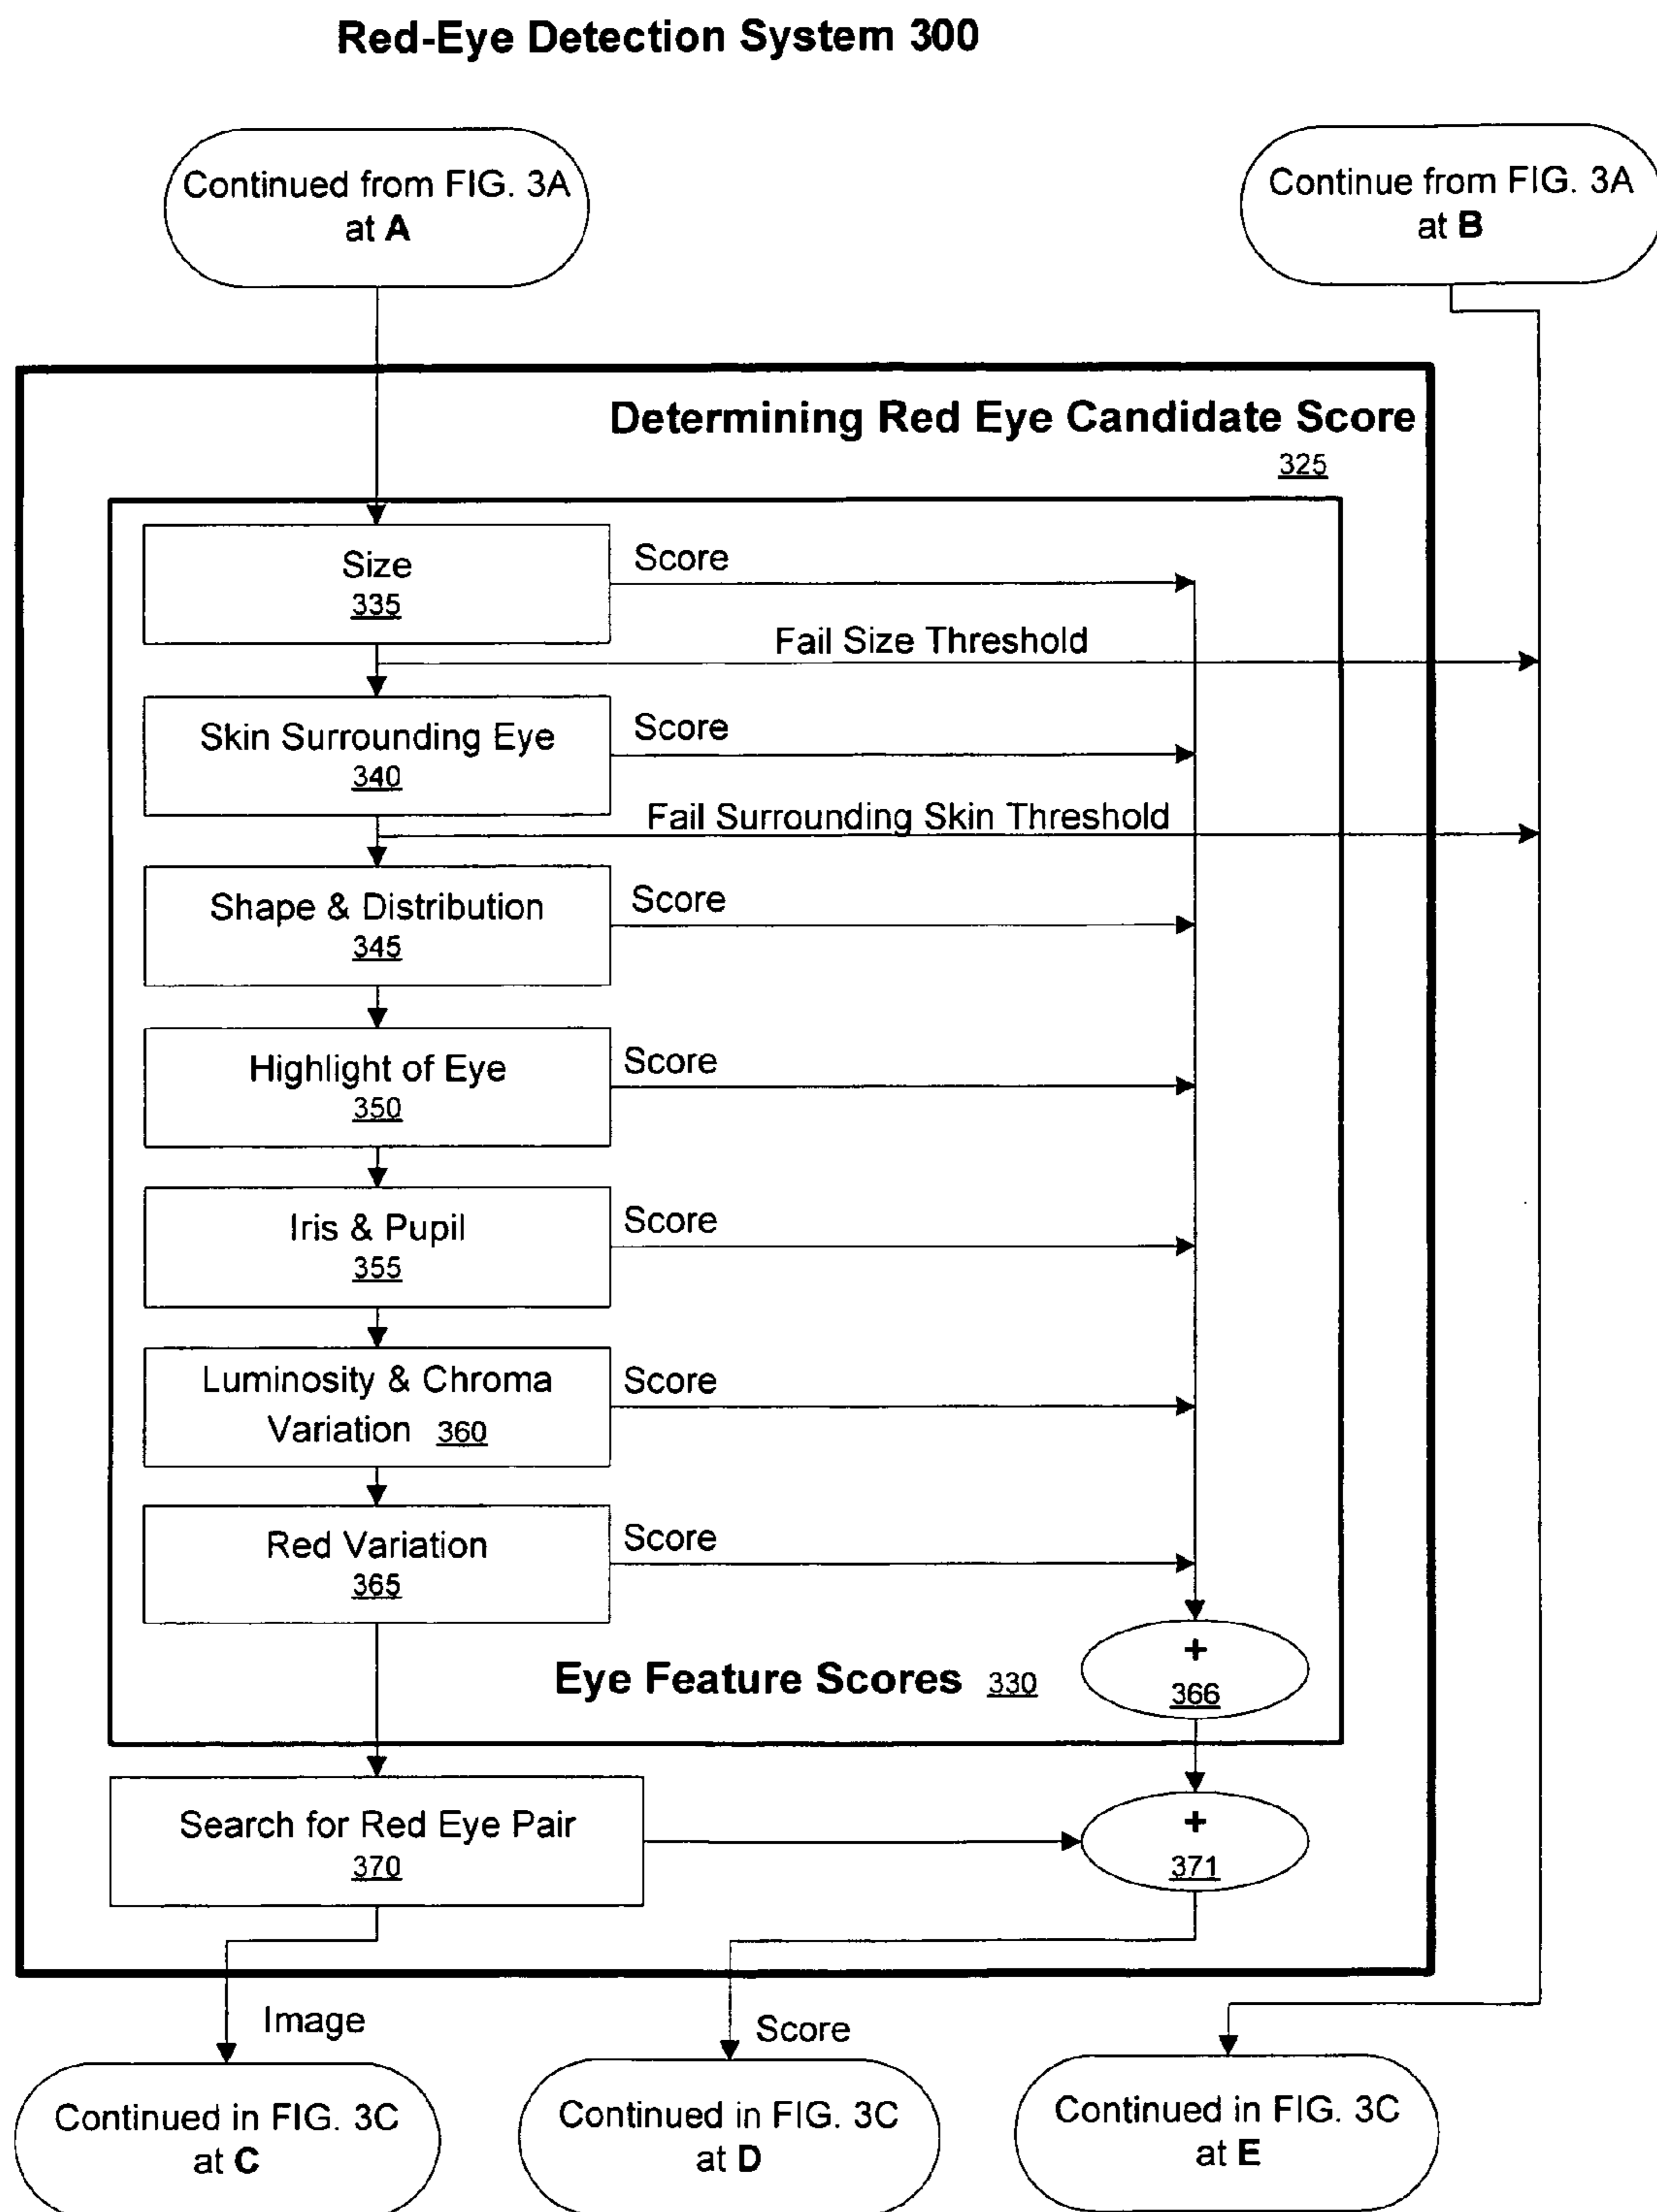 Red-Eye Detection System 300
Continued from FIG. 3A
at A
Continue from FIG. 3A
at B
Determining Red Eye Candidate Score
325
Size
335
Score
Fail Size Threshold
Skin Surrounding Eye
340
Score
Fail Surrounding Skin Threshold
Shape & Distribution
345
Score
Highlight of Eye
350
Score
Iris & Pupil
355
Score
Luminosity & Chroma
Variation 360
Score
Red Variation
365
Score
+
366
Eye Feature Scores 330
Search for Red Eye Pair
370
+
371
Image
Score
Continued in FIG. 3C
at C
Continued in FIG. 3C
at D
Continued in FIG. 3C
at E